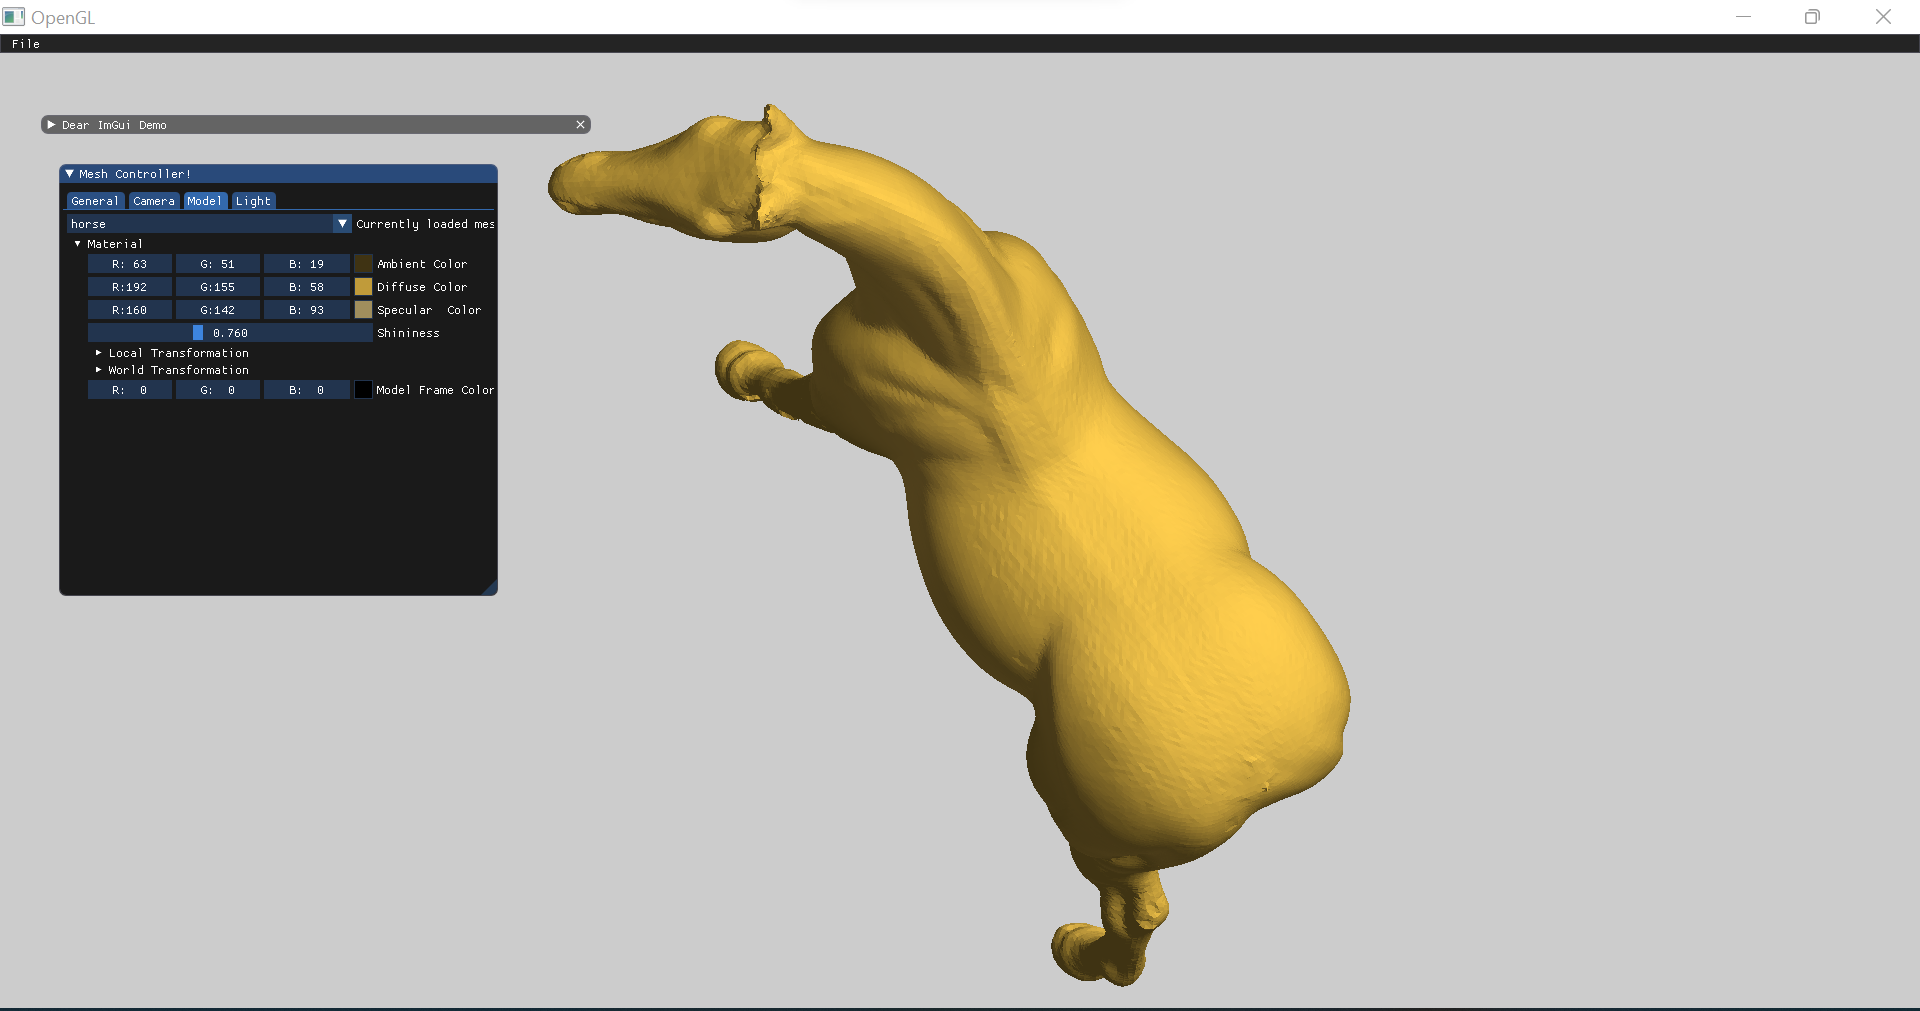 OpenGL
File
Dear ImGui Demo
Mesh Controller!
General Camera Model Light
horse Currently loaded mes
Material
R: 63 G: 51 B: 19 Ambient Color
R:192 G:155 B: 58 Diffuse Color
R:160 G:142 B: 93 Specular Color
0.760 Shininess
Local Transformation
World Transformation
R: 0 G: 0 B: 0 Model Frame Color